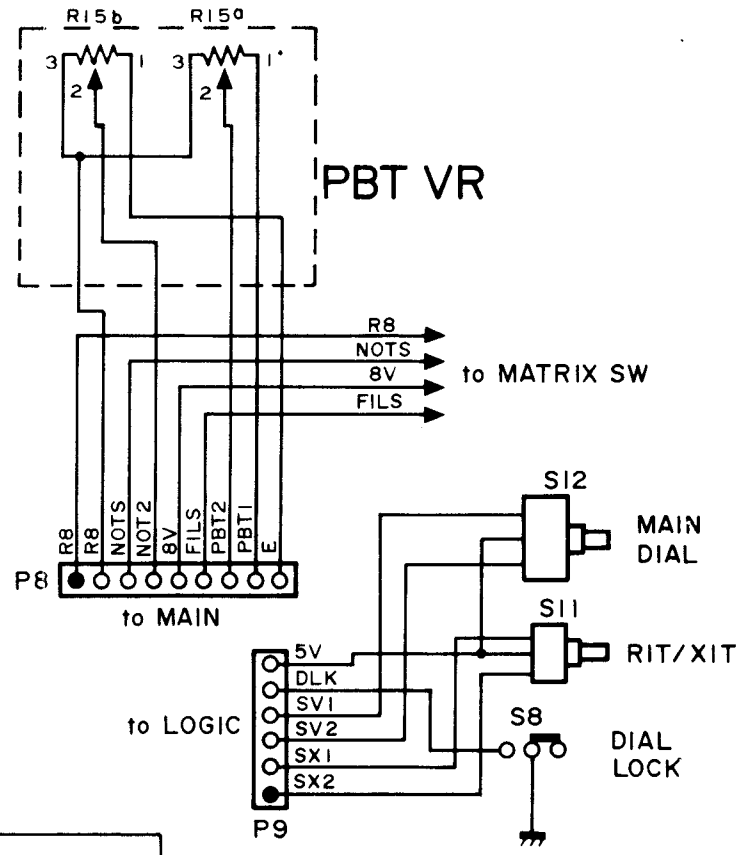 R15b R15a
3 1 3 1
2 2
PBT VR
R8
NOTS
8V
FILS
to MATRIX SW
R8 R8 NOTS NOT2 8V FILS PBT2 PBT1 E
P8
to MAIN
S12
MAIN
DIAL
S11
RIT/XIT
5V
DLK
SV1
SV2
SX1
SX2
to LOGIC
P9
S8
DIAL
LOCK